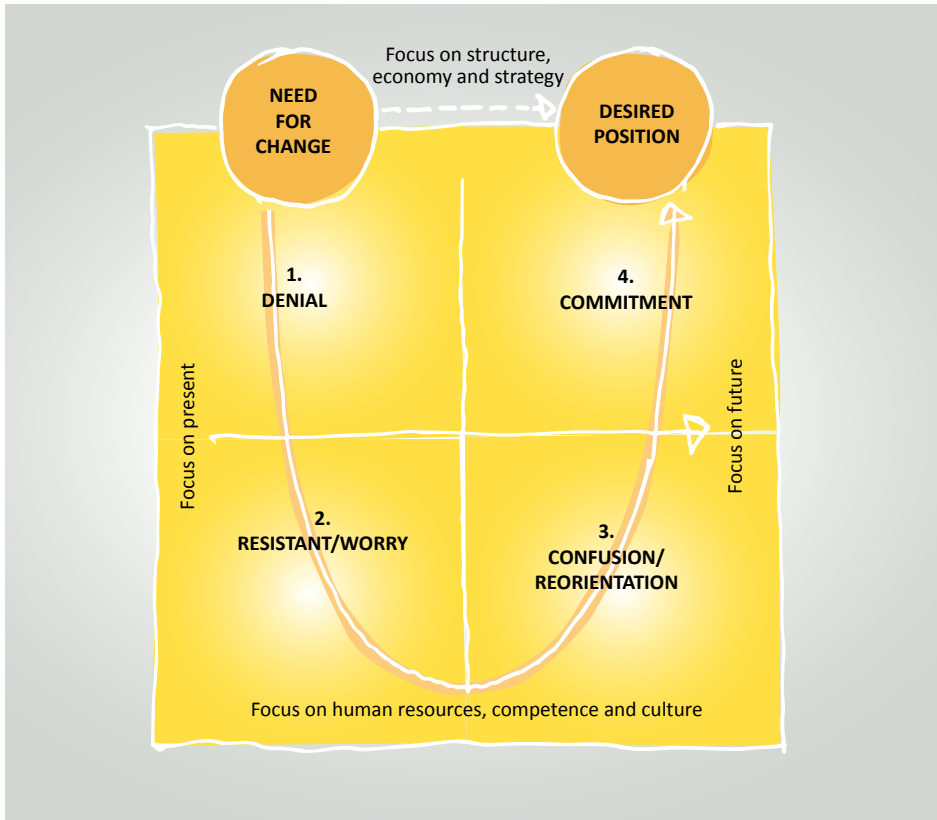 Focus on structure,
economy and strategy
NEED
FOR
CHANGE
DESIRED
POSITION
1.
DENIAL
4.
COMMITMENT
Focus on present
Focus on future
2.
RESISTANT/WORRY
3.
CONFUSION/
REORIENTATION
Focus on human resources, competence and culture